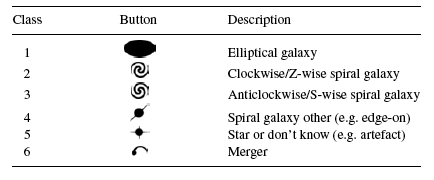 Class Button Description
1 Elliptical galaxy
2 Clockwise/Z-wise spiral galaxy
3 Anticlockwise/S-wise spiral galaxy
4 Spiral galaxy other (e.g. edge-on)
5 Star or don't know (e.g. artefact)
6 Merger